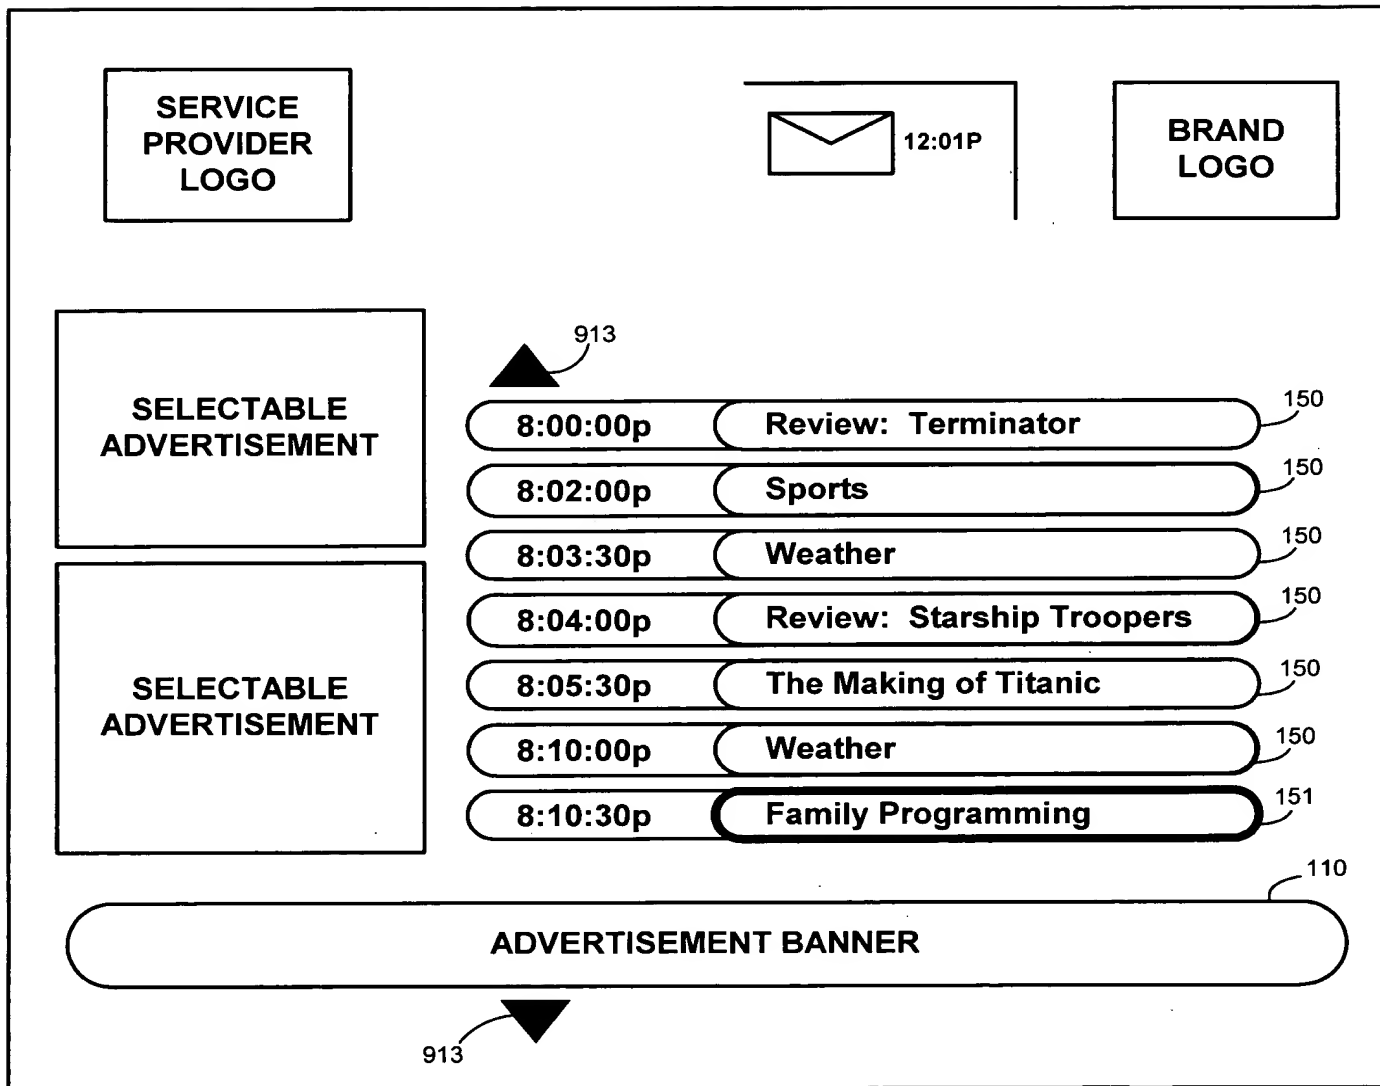 SERVICE
PROVIDER
LOGO
12:01P
BRAND
LOGO
SELECTABLE
ADVERTISEMENT
SELECTABLE
ADVERTISEMENT
913
8:00:00p Review: Terminator 150
8:02:00p Sports 150
8:03:30p Weather 150
8:04:00p Review: Starship Troopers 150
8:05:30p The Making of Titanic 150
8:10:00p Weather 150
8:10:30p Family Programming 151
110
ADVERTISEMENT BANNER
913